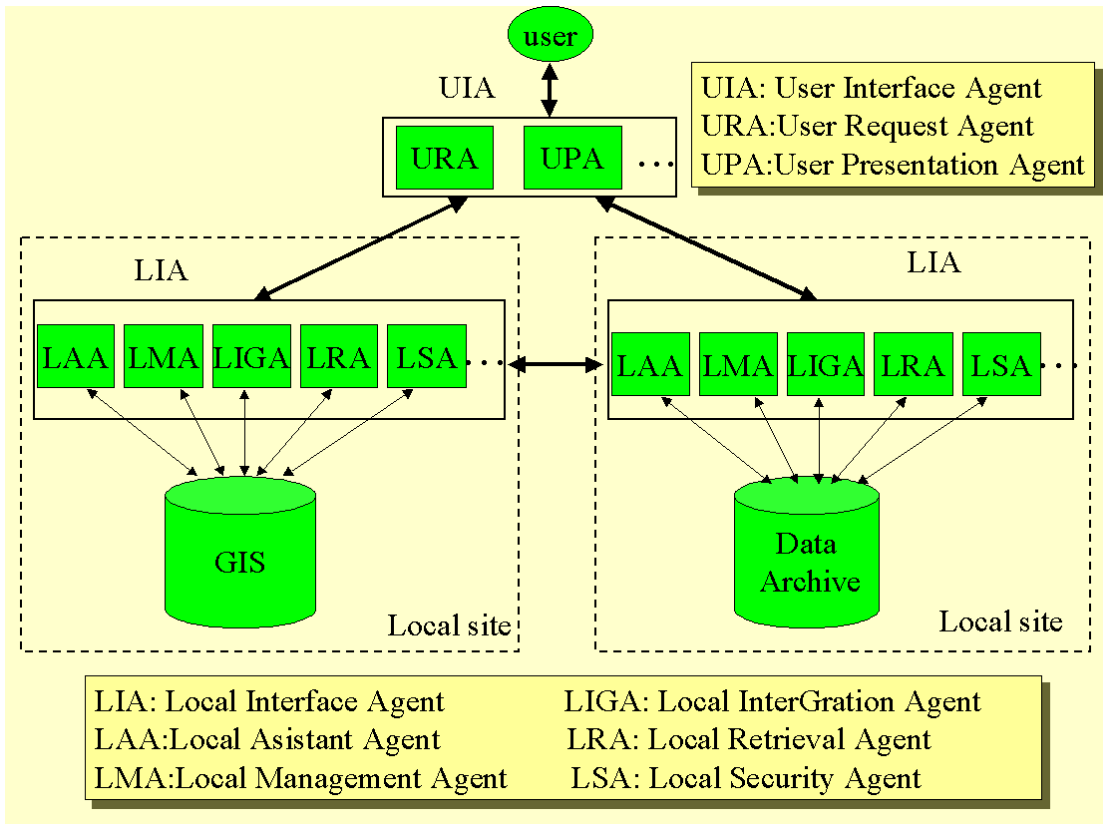 user
UIA
UIA: User Interface Agent
URA:User Request Agent
UPA:User Presentation Agent
URA UPA ...
LIA
LIA
LAA LMA LIGA LRA LSA ...
LAA LMA LIGA LRA LSA ...
GIS
Data
Archive
Local site
Local site
LIA: Local Interface Agent LIGA: Local InterGration Agent
LAA:Local Asistant Agent LRA: Local Retrieval Agent
LMA:Local Management Agent LSA: Local Security Agent